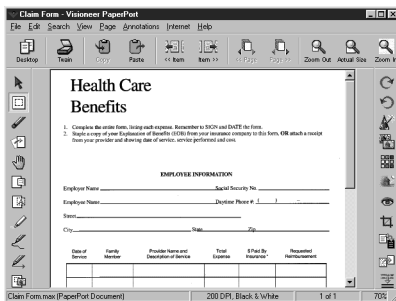 Claim Form - Visioneer PaperPort
File Edit Search View Page Annotations Internet Help
Desktop Twain Copy Paste << Item Item >> << Page Page >> Zoom Out Actual Size Zoom In
Health Care
Benefits
1. Complete the entire form, listing each expense. Remember to SIGN and DATE the form.
2. Staple a copy of your Explanation of Benefits (EOB) from your insurance company to this form, OR attach a receipt
from your provider and showing date of service, service performed and cost.
EMPLOYEE INFORMATION
Employer Name Social Security No.
Employee Name Daytime Phone #: ( ) -
Street
City State Zip
Date of Service Family Member Provider Name and Description of Service Total Expense $ Paid By Insurance * Requested Reimbursement
Claim Form.max (PaperPort Document) 200 DPI, Black & White 1 of 1 70%